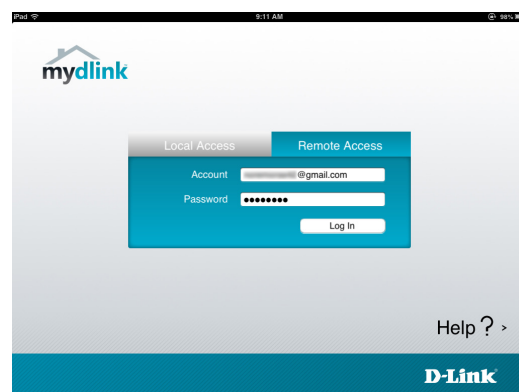 iPad 9:11 AM 98%
mydlink
Local Access Remote Access
Account @gmail.com
Password ●●●●●●●●
Log In
Help ? >
D-Link